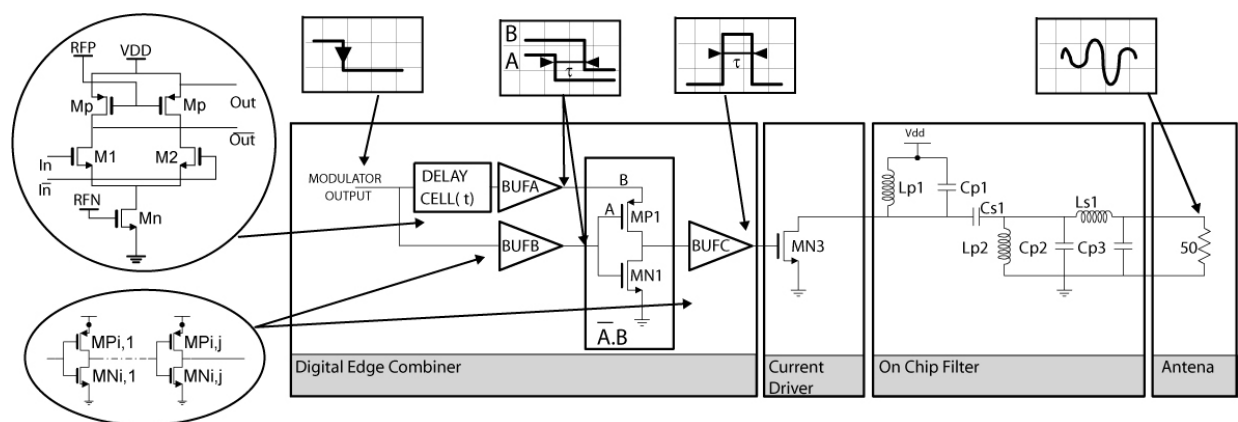 RFP
VDD
Mp
Mp
Out
Out
In
M1
M2
In
RFN
Mn
MPi,1
MPi,j
MNi,1
MNi,j
B
A
τ
τ
MODULATOR
OUTPUT
DELAY
CELL( t)
BUFA
BUFB
B
A
MP1
MN1
A.B
BUFC
MN3
Vdd
Lp1
Cp1
Cs1
Ls1
Lp2
Cp2
Cp3
50
Digital Edge Combiner
Current
Driver
On Chip Filter
Antena